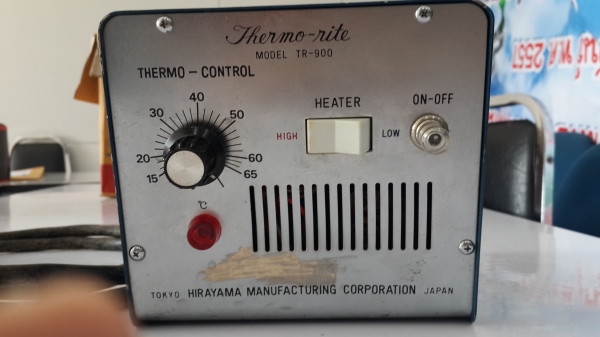 Thermo-rite
MODEL TR-900
THERMO-CONTROL
15 20 30 40 50 60 65
°C
HEATER
HIGH LOW
ON-OFF
TOKYO HIRAYAMA MANUFACTURING CORPORATION JAPAN
2557